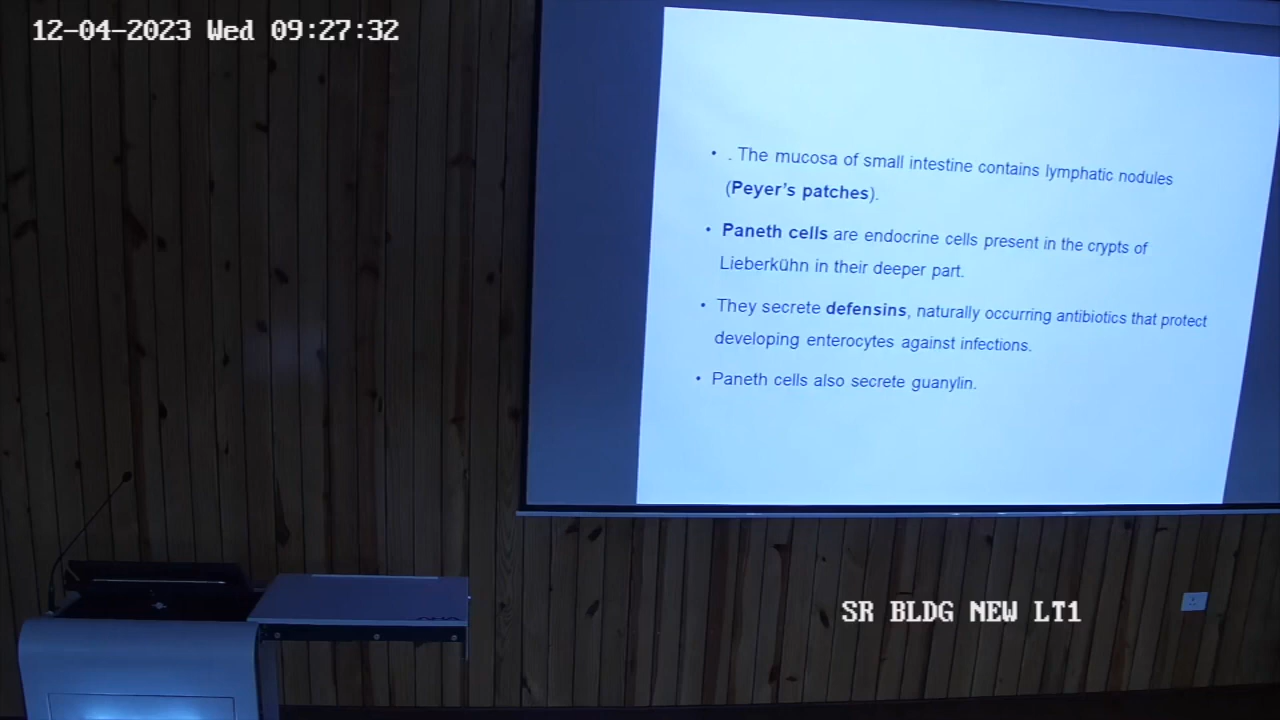 12-04-2023 Wed 09:27:32
• . The mucosa of small intestine contains lymphatic nodules
(Peyer's patches).
• Paneth cells are endocrine cells present in the crypts of
Lieberkühn in their deeper part.
• They secrete defensins, naturally occurring antibiotics that protect
developing enterocytes against infections.
• Paneth cells also secrete guanylin.
SR BLDG NEW LT1